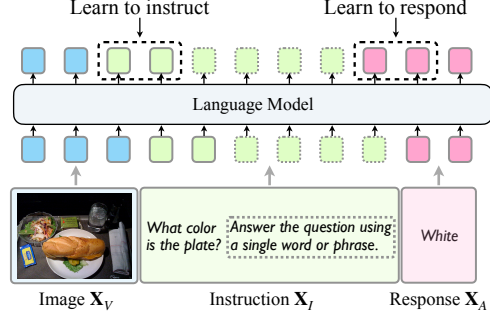 Learn to instruct
Learn to respond
Language Model
What color
is the plate?
Answer the question using
a single word or phrase.
White
Image X_V
Instruction X_I
Response X_A